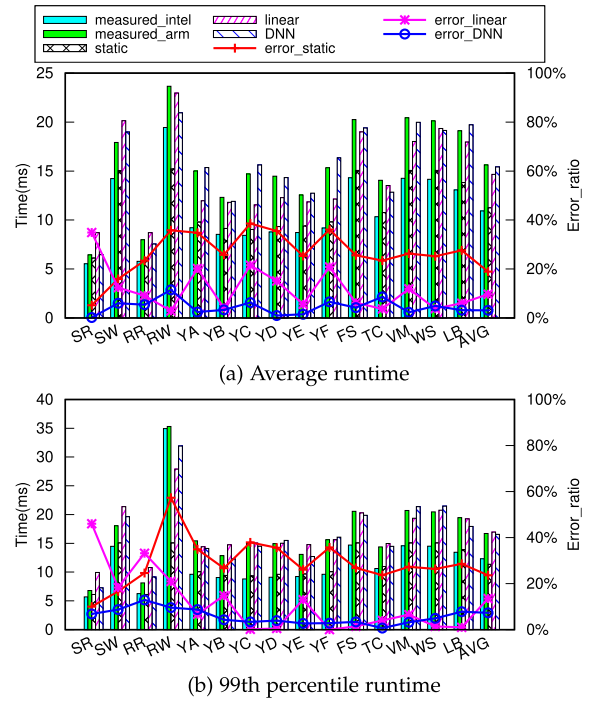 measured_intel linear error_linear
measured_arm DNN error_DNN
static error_static
25 100%
20 80%
15 60%
10 40%
5 20%
0 0%
Time(ms)
Error_ratio
SR SW RR RW YA YB YC YD YE YF FS TC VM WS LB AVG
(a) Average runtime
40 100%
35
30 80%
25 60%
20
15 40%
10 20%
5
0 0%
Time(ms)
Error_ratio
SR SW RR RW YA YB YC YD YE YF FS TC VM WS LB AVG
(b) 99th percentile runtime